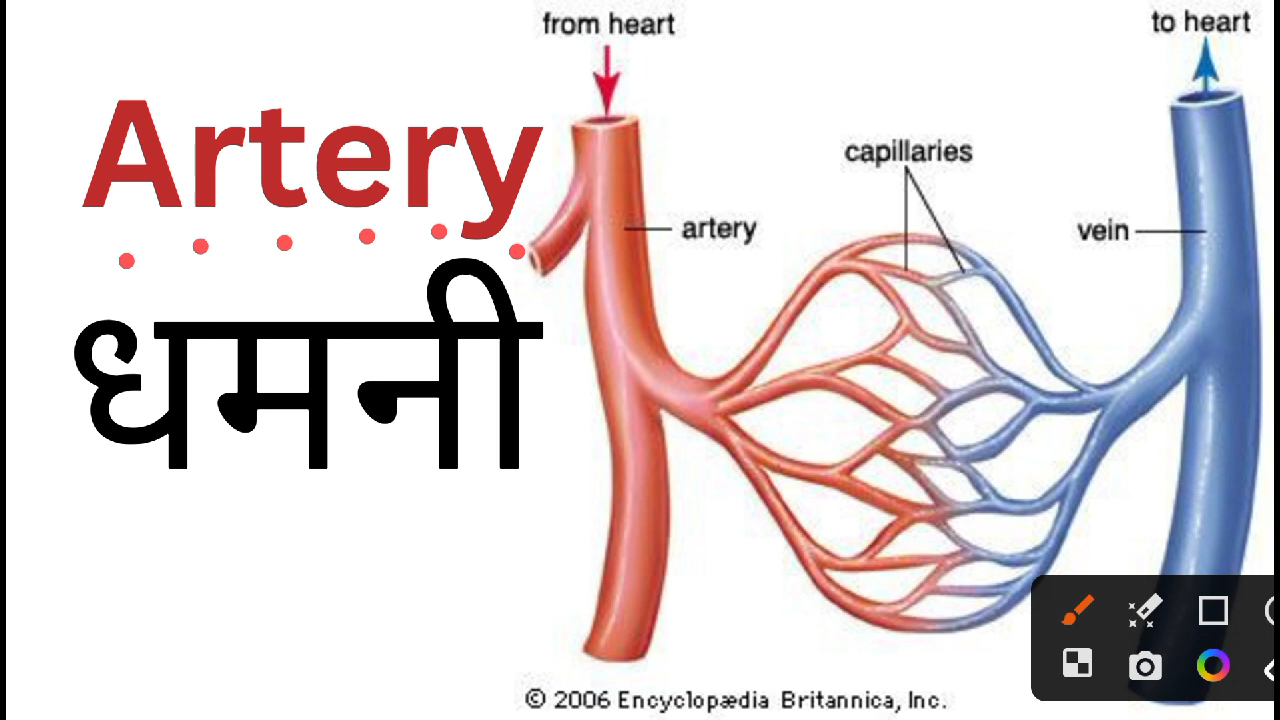 from heart
to heart
Artery
capillaries
artery
vein
धमनी
© 2006 Encyclopædia Britannica, Inc.